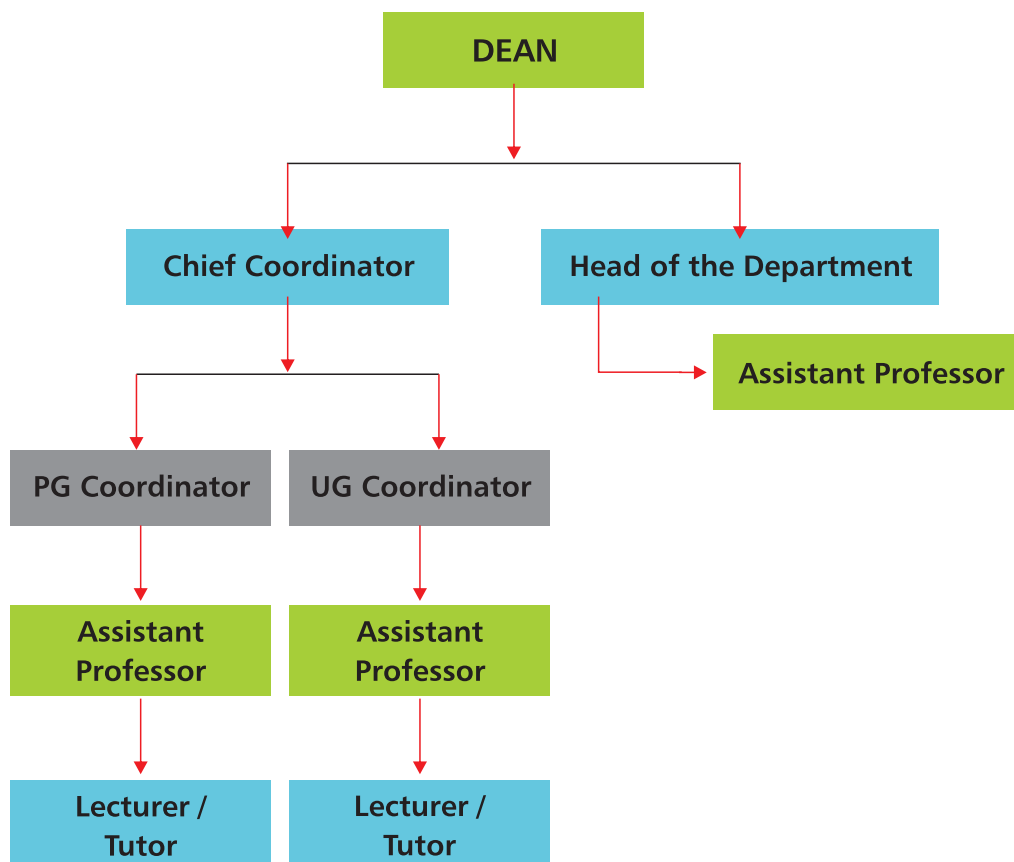 DEAN
Chief Coordinator
Head of the Department
Assistant Professor
PG Coordinator
UG Coordinator
Assistant
Professor
Assistant
Professor
Lecturer /
Tutor
Lecturer /
Tutor